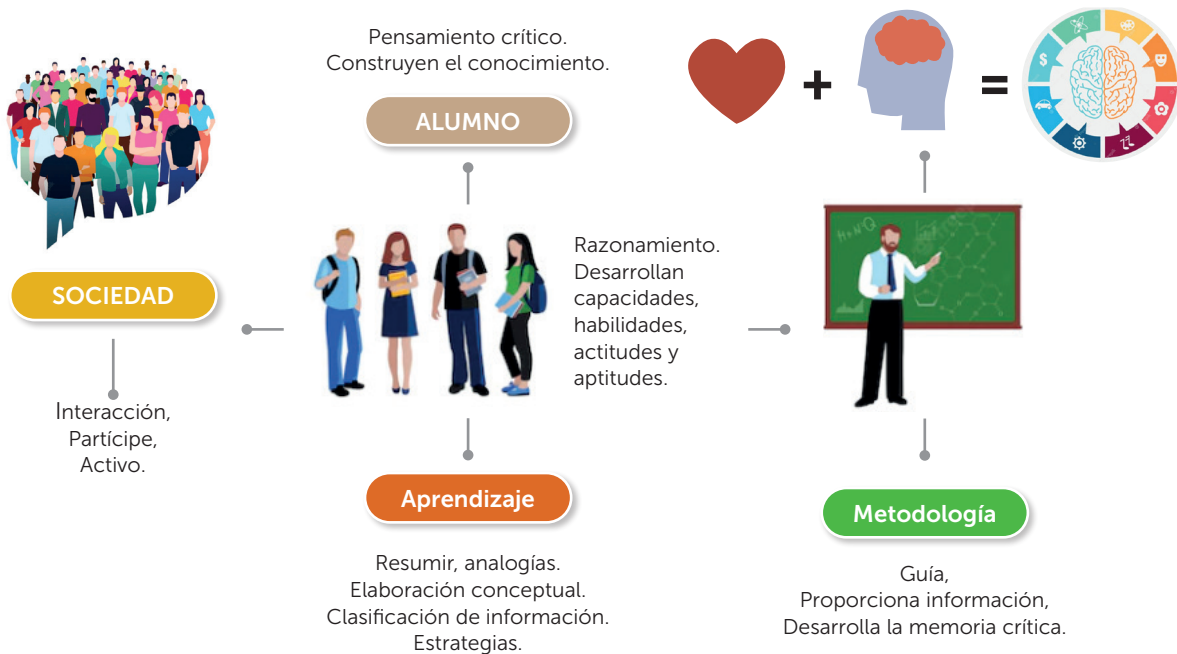 Pensamiento crítico.
Construyen el conocimiento.
ALUMNO
SOCIEDAD
Interacción,
Partícipe,
Activo.
Razonamiento.
Desarrollan
capacidades,
habilidades,
actitudes y
aptitudes.
Aprendizaje
Resumir, analogías.
Elaboración conceptual.
Clasificación de información.
Estrategias.
+
=
$
Metodología
Guía,
Proporciona información,
Desarrolla la memoria crítica.